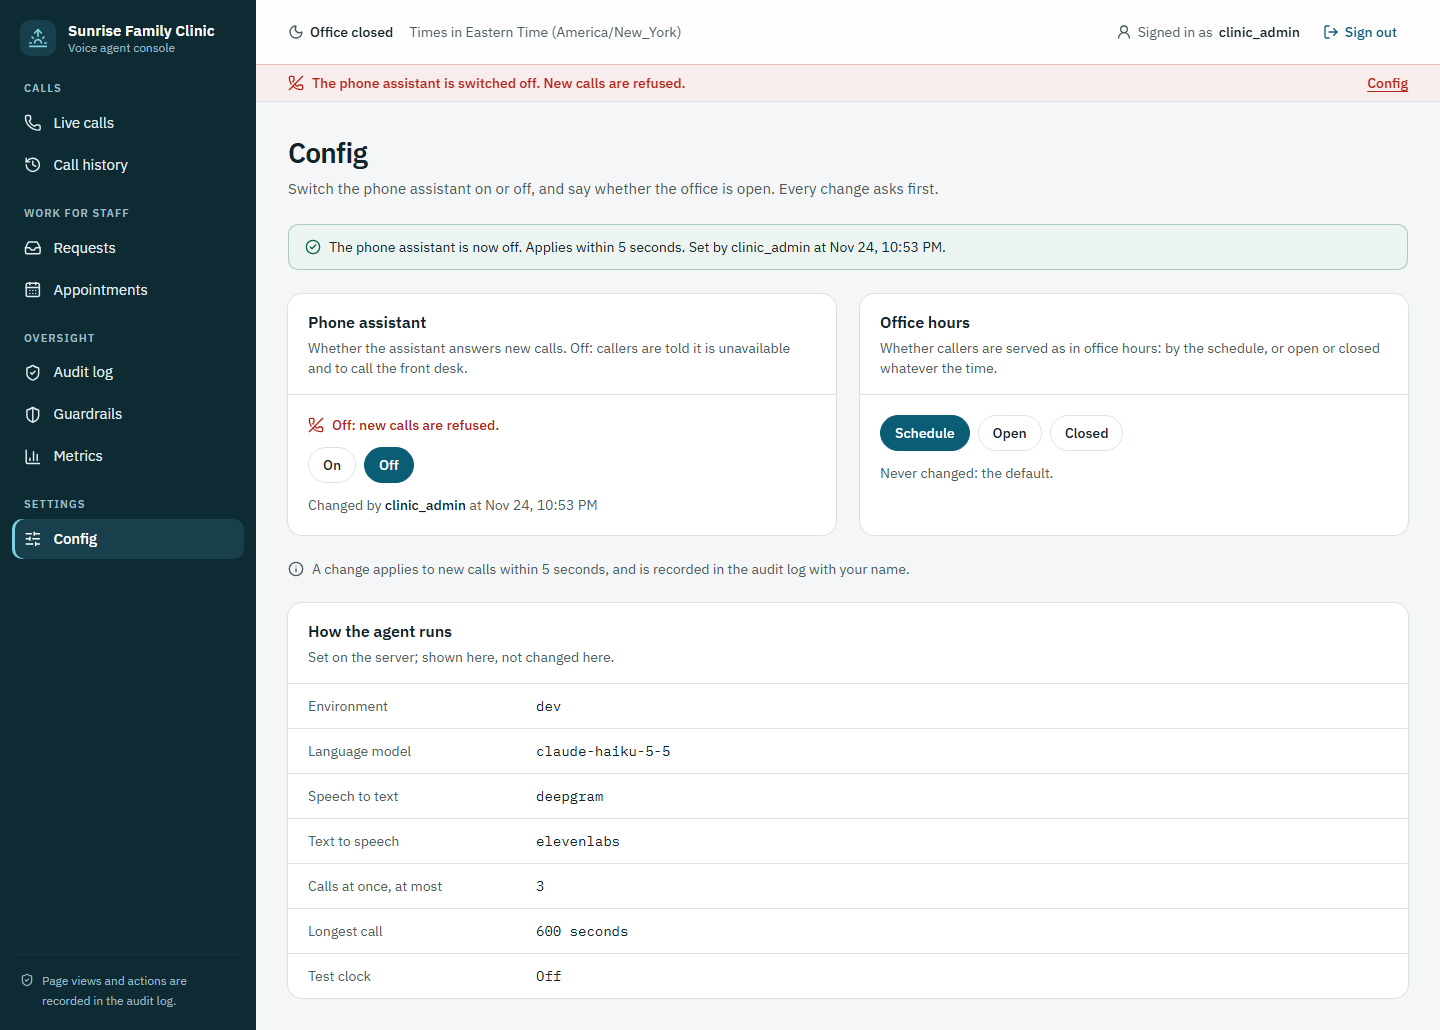 Sunrise Family Clinic
Voice agent console
CALLS
Live calls
Call history
WORK FOR STAFF
Requests
Appointments
OVERSIGHT
Audit log
Guardrails
Metrics
SETTINGS
Config
Page views and actions are
recorded in the audit log.
Office closed Times in Eastern Time (America/New_York) Signed in as clinic_admin Sign out
The phone assistant is switched off. New calls are refused. Config
Config
Switch the phone assistant on or off, and say whether the office is open. Every change asks first.
The phone assistant is now off. Applies within 5 seconds. Set by clinic_admin at Nov 24, 10:53 PM.
Phone assistant
Whether the assistant answers new calls. Off: callers are told it is unavailable
and to call the front desk.
Off: new calls are refused.
On Off
Changed by clinic_admin at Nov 24, 10:53 PM
Office hours
Whether callers are served as in office hours: by the schedule, or open or closed
whatever the time.
Schedule Open Closed
Never changed: the default.
A change applies to new calls within 5 seconds, and is recorded in the audit log with your name.
How the agent runs
Set on the server; shown here, not changed here.
Environment dev
Language model claude-haiku-5-5
Speech to text deepgram
Text to speech elevenlabs
Calls at once, at most 3
Longest call 600 seconds
Test clock Off